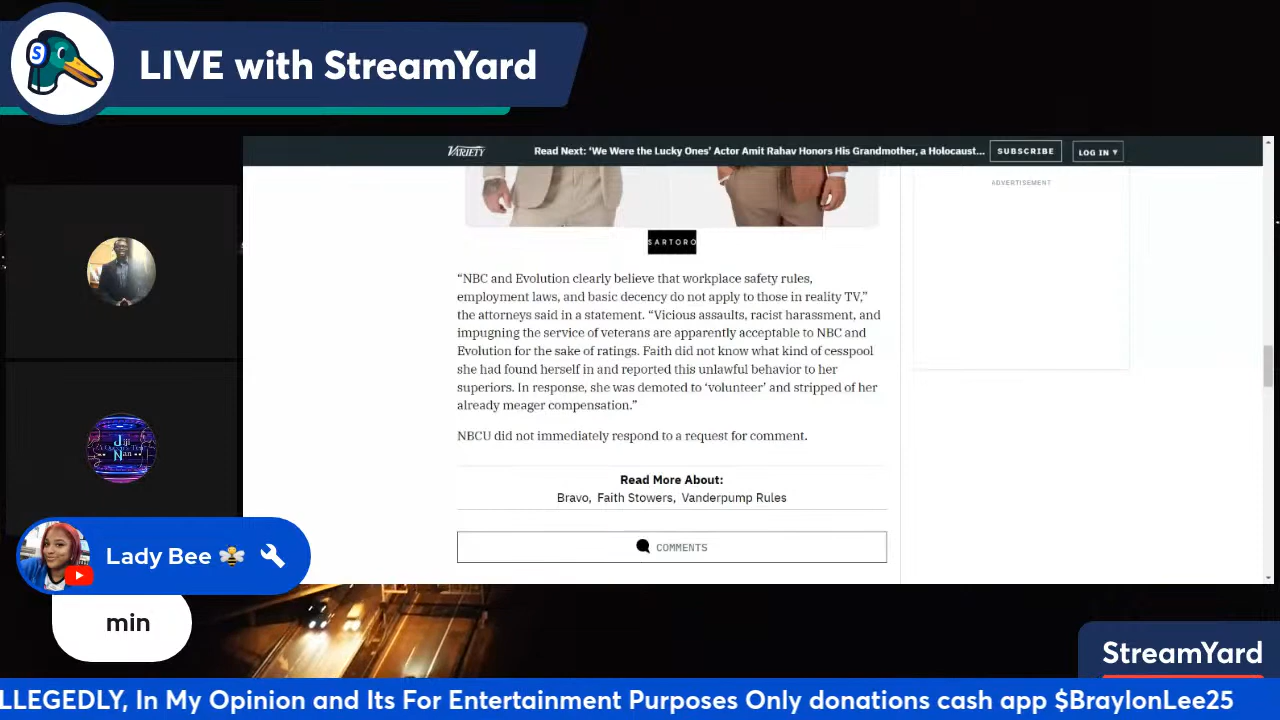 S
LIVE with StreamYard
VARIETY
Read Next: ‘We Were the Lucky Ones’ Actor Amit Rahav Honors His Grandmother, a Holocaust...
SUBSCRIBE
LOG IN ▾
ADVERTISEMENT
SARTORO
“NBC and Evolution clearly believe that workplace safety rules,
employment laws, and basic decency do not apply to those in reality TV,”
the attorneys said in a statement. “Vicious assaults, racist harassment, and
impugning the service of veterans are apparently acceptable to NBC and
Evolution for the sake of ratings. Faith did not know what kind of cesspool
she had found herself in and reported this unlawful behavior to her
superiors. In response, she was demoted to ‘volunteer’ and stripped of her
already meager compensation.”
NBCU did not immediately respond to a request for comment.
Read More About:
Bravo, Faith Stowers, Vanderpump Rules
COMMENTS
Jiji
Nan
Lady Bee 🐝
min
StreamYard
LLEGEDLY, In My Opinion and Its For Entertainment Purposes Only donations cash app $BraylonLee25